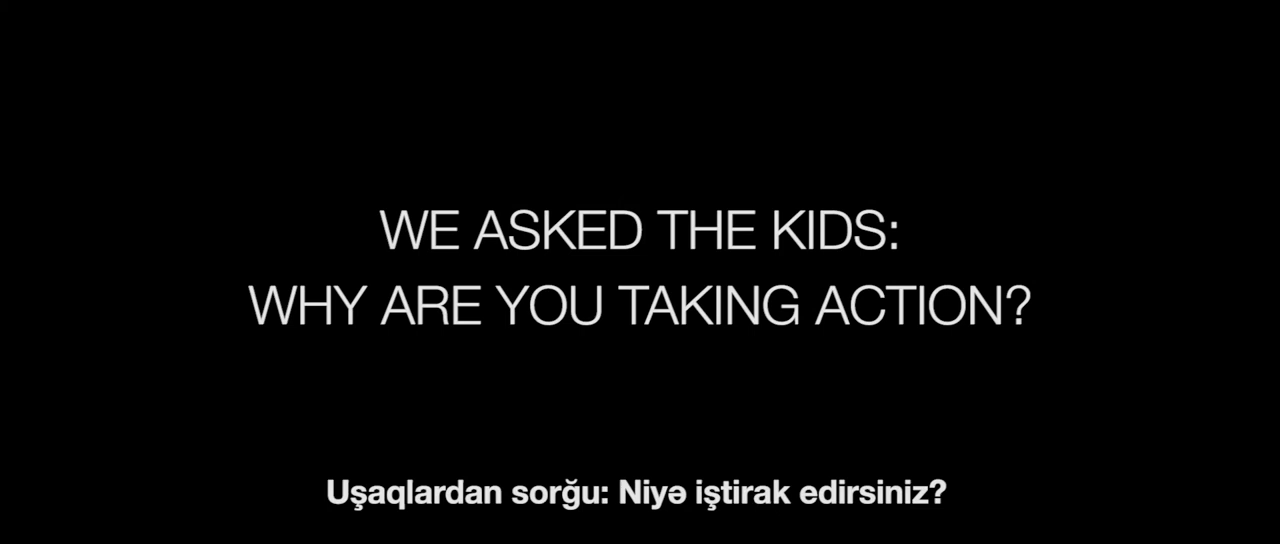 WE ASKED THE KIDS:
WHY ARE YOU TAKING ACTION?
Uşaqlardan sorğu: Niyə iştirak edirsiniz?